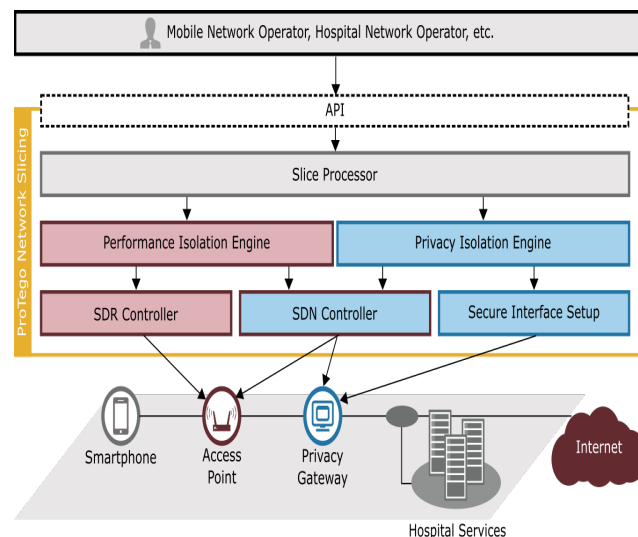 Mobile Network Operator, Hospital Network Operator, etc.
API
ProTego Network Slicing
Slice Processor
Performance Isolation Engine
Privacy Isolation Engine
SDR Controller
SDN Controller
Secure Interface Setup
Smartphone
Access
Point
Privacy
Gateway
Internet
Hospital Services